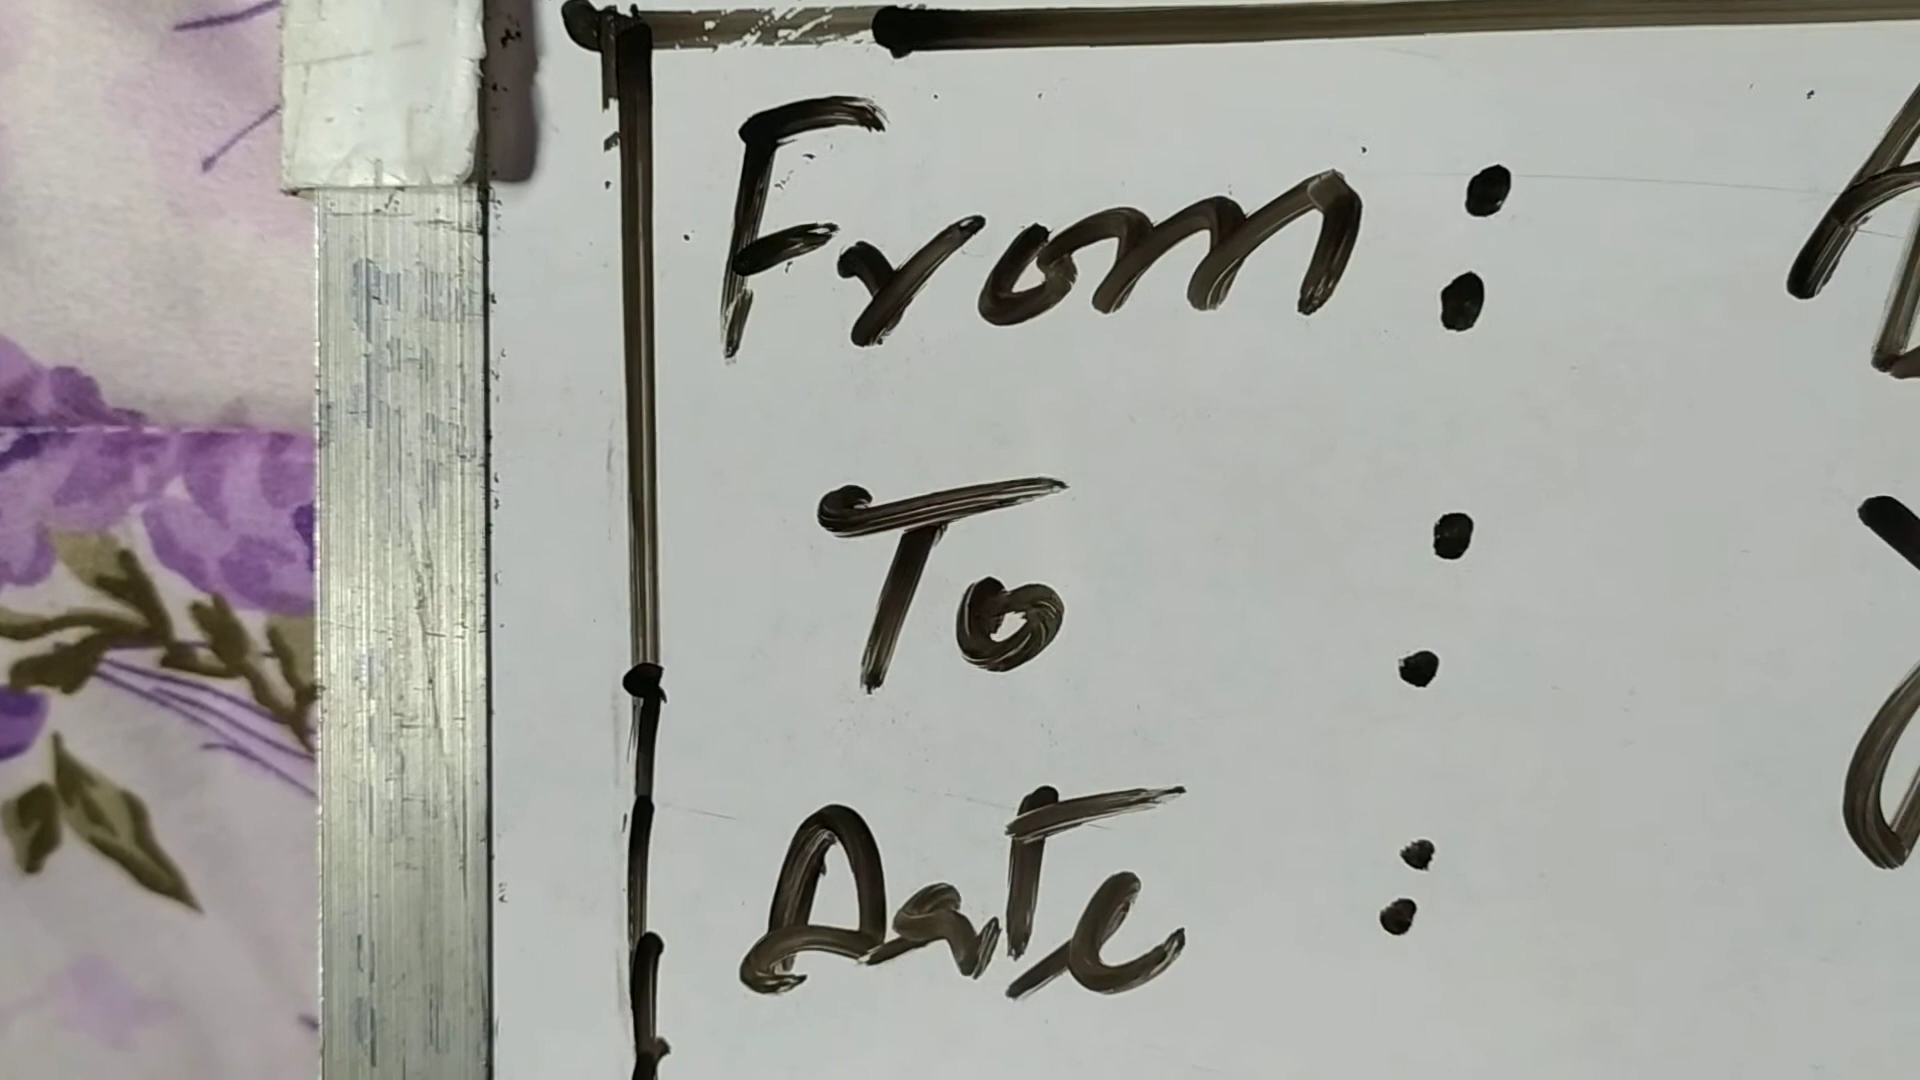 From :
To :
Date :